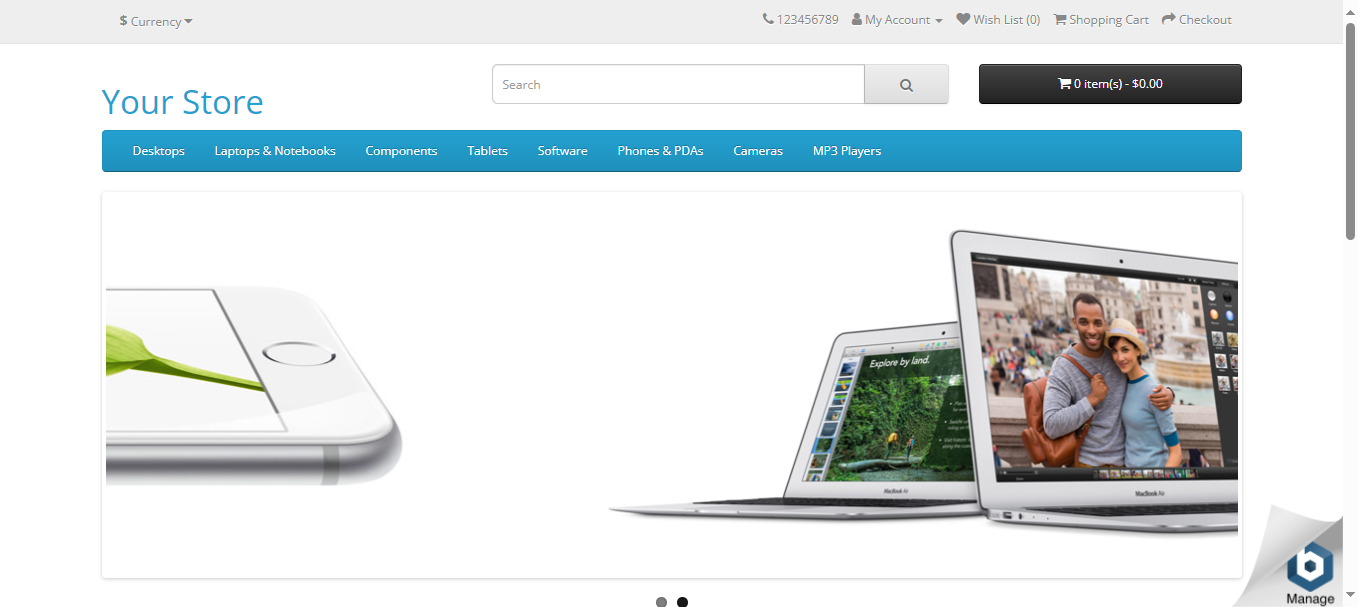 $ Currency
123456789 My Account Wish List (0) Shopping Cart Checkout
Your Store
Search
0 item(s) - $0.00
Desktops Laptops & Notebooks Components Tablets Software Phones & PDAs Cameras MP3 Players
Explore by land.
MacBook Air
MacBook Air
b
Manage